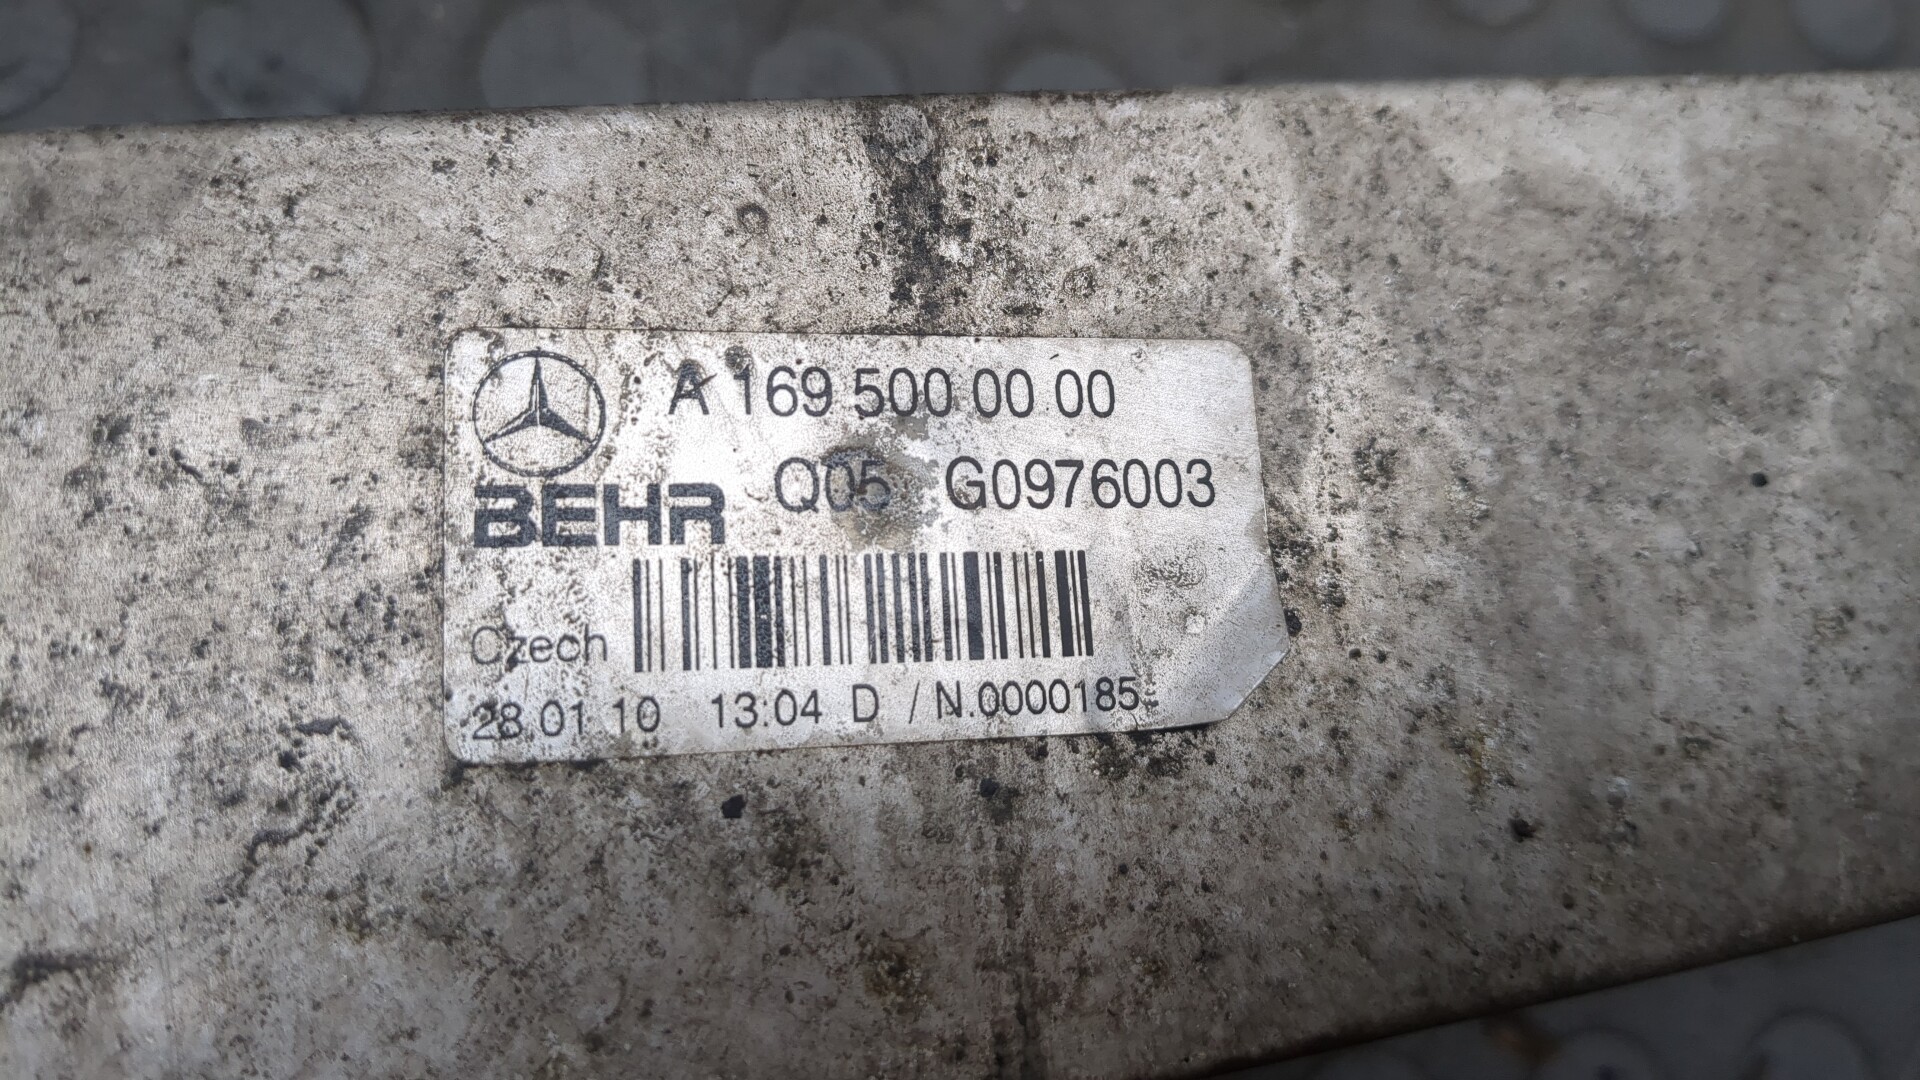 A 169 500 00 00
Q05 G0976003
BEHR
Czech
28.01.10 13:04 D / N.0000185